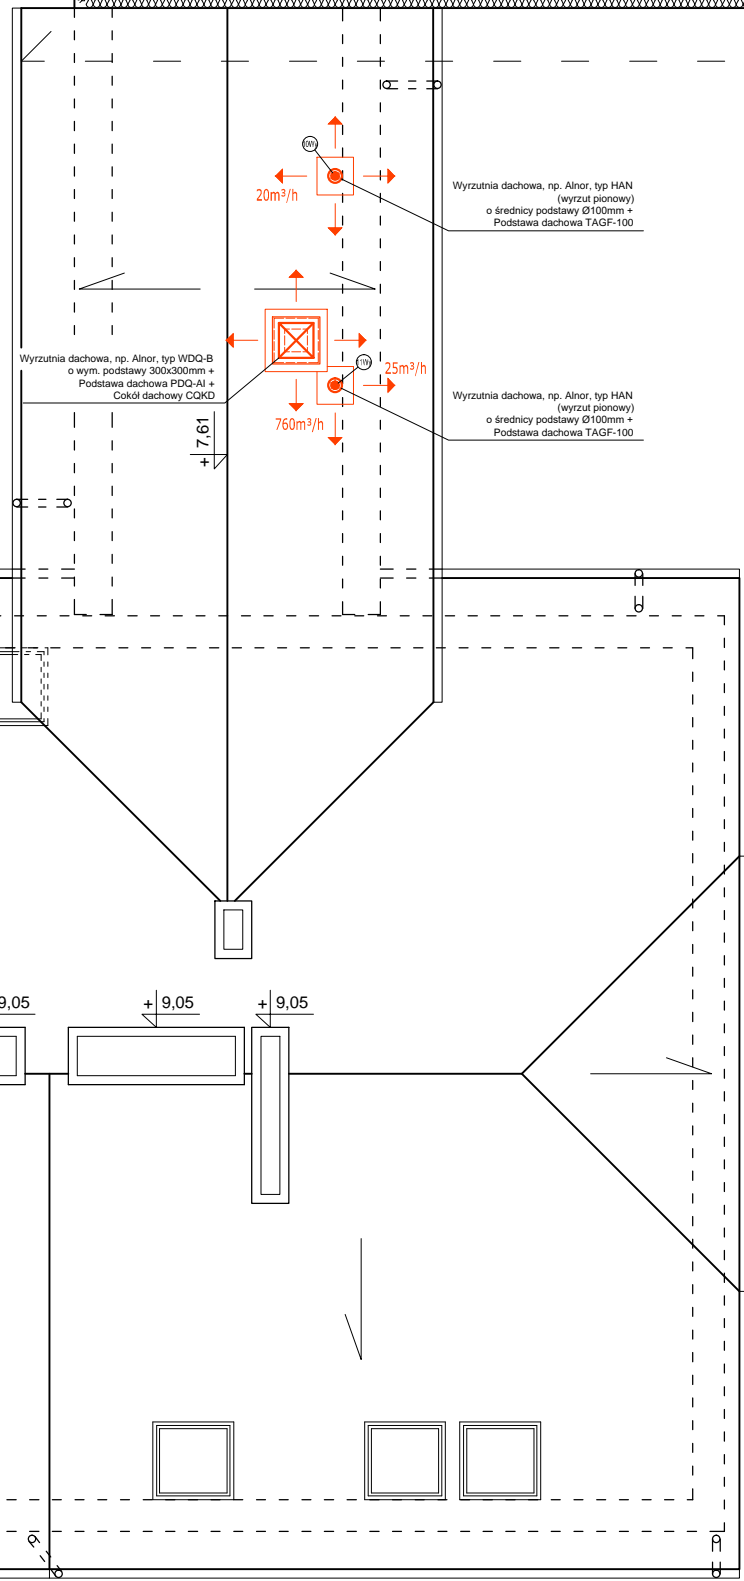 20m³/h
Wyrzutnia dachowa, np. Alnor, typ HAN
(wyrzut pionowy)
o średnicy podstawy Ø100mm +
Podstawa dachowa TAGF-100
Wyrzutnia dachowa, np. Alnor, typ WDQ-B
o wym. podstawy 300x300mm +
Podstawa dachowa PDQ-Al +
Cokół dachowy CQKD
25m³/h
760m³/h
Wyrzutnia dachowa, np. Alnor, typ HAN
(wyrzut pionowy)
o średnicy podstawy Ø100mm +
Podstawa dachowa TAGF-100
+ 7,61
9,05
+ 9,05
+ 9,05